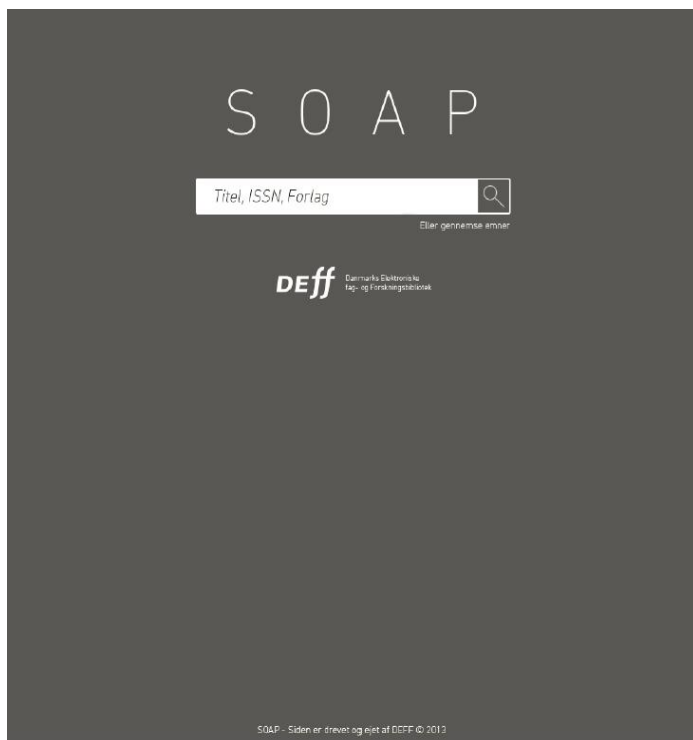 S O A P
Titel, ISSN, Forlag
Eller gennemse emner
DEff
Danmarks Elektroniske
fag- og Forskningsbibliotek
SOAP - Siden er drevet og ejet af DEFF © 2013